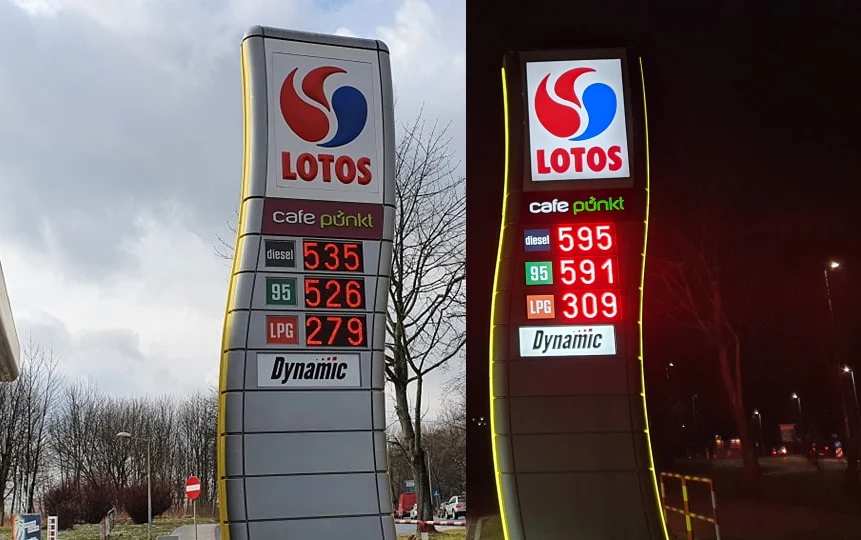 LOTOS
cafe punkt
diesel 535
95 526
LPG 279
Dynamic
LOTOS
cafe punkt
diesel 595
95 591
LPG 309
Dynamic